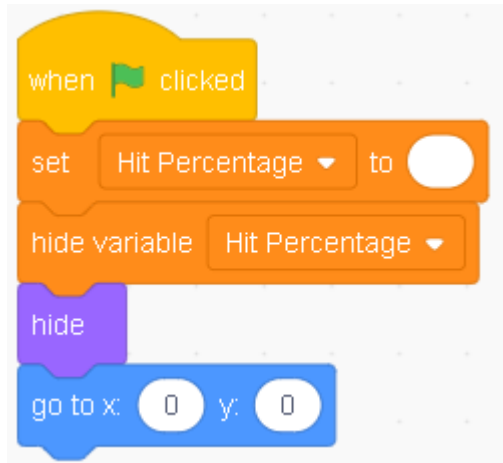 when clicked
set Hit Percentage to
hide variable Hit Percentage
hide
go to x: 0 y: 0